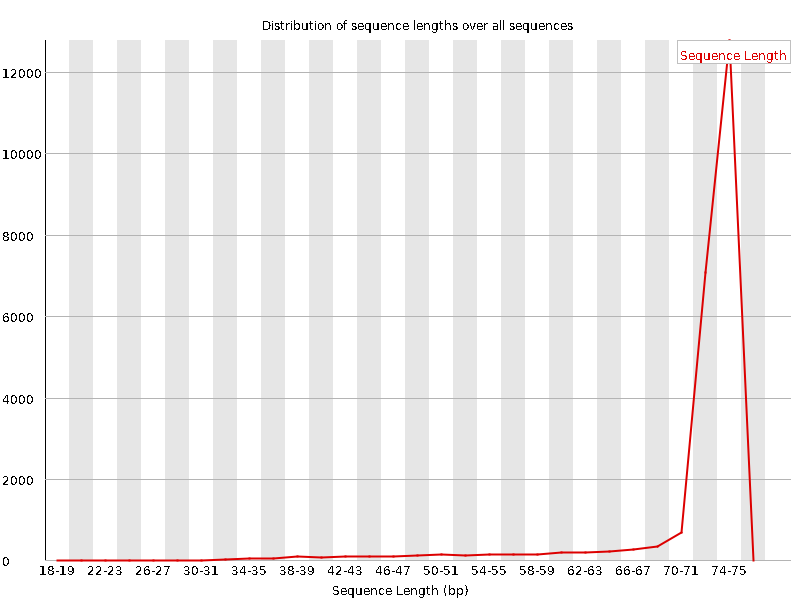 Distribution of sequence lengths over all sequences
Sequence Length
12000
10000
8000
6000
4000
2000
0
18-19 22-23 26-27 30-31 34-35 38-39 42-43 46-47 50-51 54-55 58-59 62-63 66-67 70-71 74-75
Sequence Length (bp)